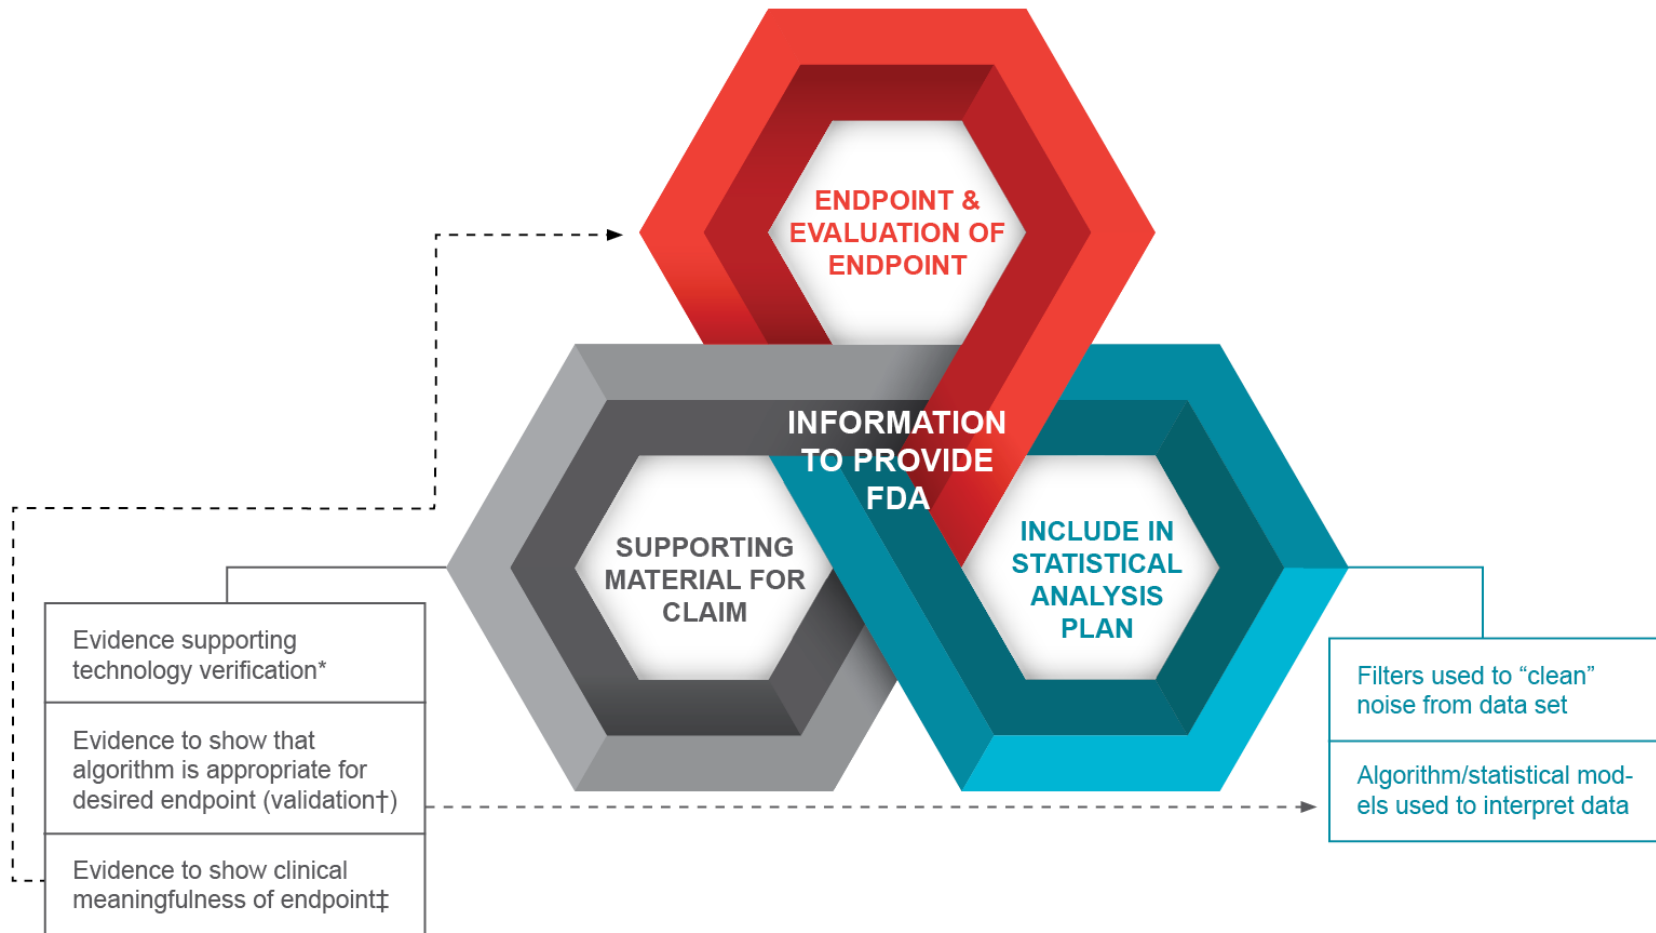 ENDPOINT &
EVALUATION OF
ENDPOINT
INFORMATION
TO PROVIDE
FDA
SUPPORTING
MATERIAL FOR
CLAIM
INCLUDE IN
STATISTICAL
ANALYSIS
PLAN
Evidence supporting
technology verification*
Evidence to show that
algorithm is appropriate for
desired endpoint (validation†)
Evidence to show clinical
meaningfulness of endpoint‡
Filters used to “clean”
noise from data set
Algorithm/statistical mod-
els used to interpret data